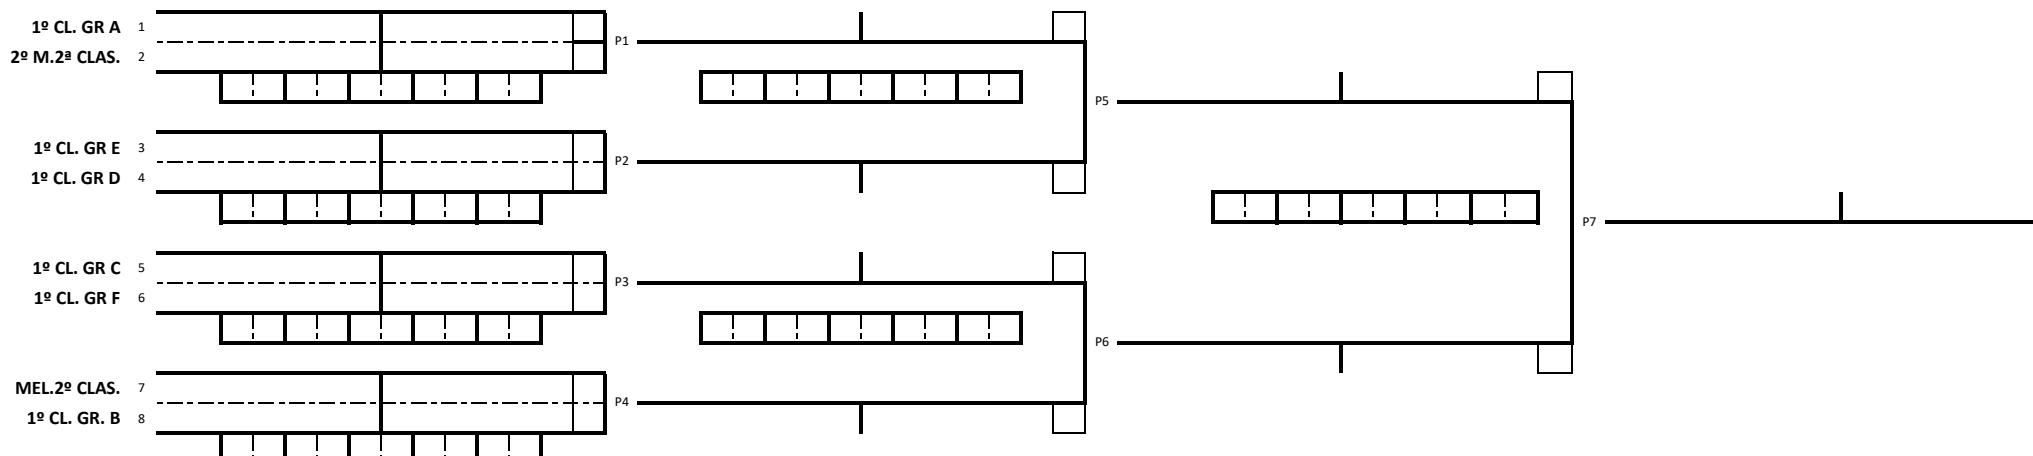 1º CL. GR A 1
P1
2º M.2ª CLAS. 2
P5
1º CL. GR E 3
P2
1º CL. GR D 4
P7
1º CL. GR C 5
P3
1º CL. GR F 6
P6
MEL.2º CLAS. 7
P4
1º CL. GR. B 8